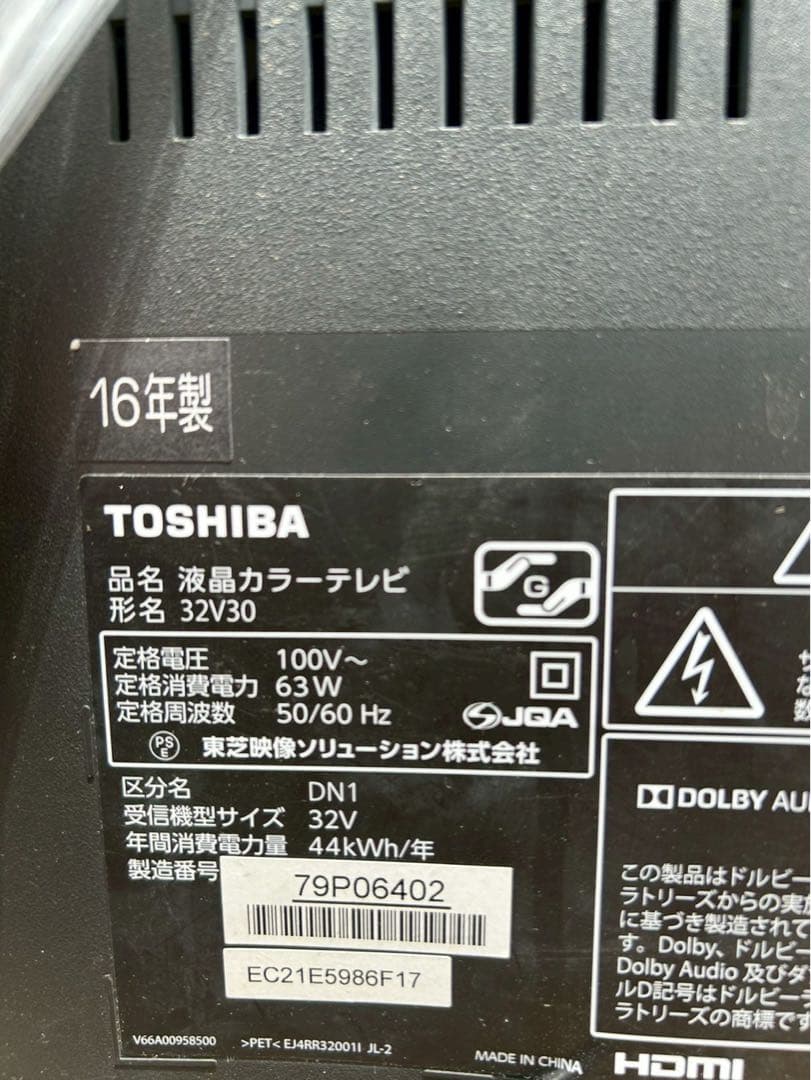 16年製
TOSHIBA
品名 液晶カラーテレビ
形名 32V30
G
定格電圧 100V~
定格消費電力 63W
定格周波数 50/60 Hz
JQA
PSE 東芝映像ソリューション株式会社
区分名 DN1
受信機型サイズ 32V
年間消費電力量 44kWh/年
製造番号
79P06402
EC21E5986F17
V66A00958500 >PET< EJ4RR32001I JL-2
MADE IN CHINA
な
数
DOLBY AU
この製品はドルビー
ラトリーズからの実施
に基づき製造されて
す。Dolby、ドルビー
Dolby Audio 及びダ
ルD記号はドルビー
ラトリーズの商標です
HDMI